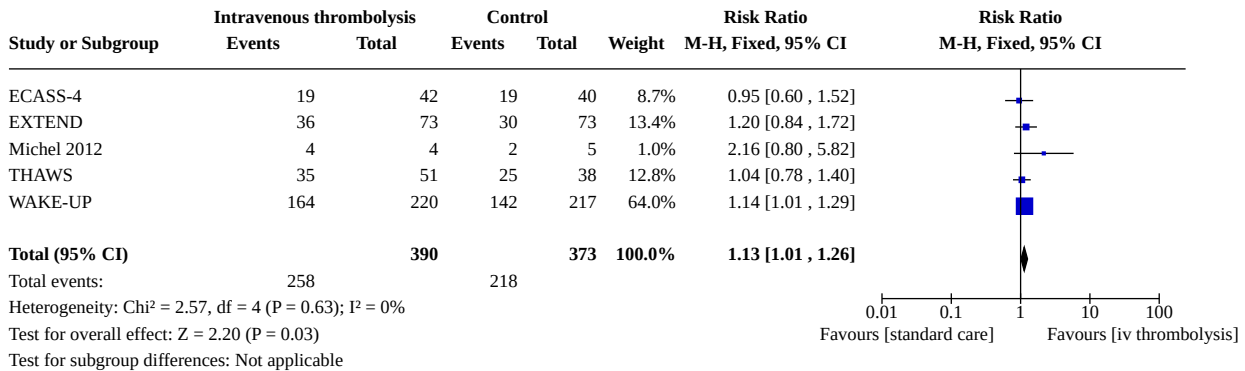 Intravenous thrombolysis Control Risk Ratio Risk Ratio
Study or Subgroup Events Total Events Total Weight M-H, Fixed, 95% CI M-H, Fixed, 95% CI
ECASS-4 19 42 19 40 8.7% 0.95 [0.60 , 1.52]
EXTEND 36 73 30 73 13.4% 1.20 [0.84 , 1.72]
Michel 2012 4 4 2 5 1.0% 2.16 [0.80 , 5.82]
THAWS 35 51 25 38 12.8% 1.04 [0.78 , 1.40]
WAKE-UP 164 220 142 217 64.0% 1.14 [1.01 , 1.29]
Total (95% CI) 390 373 100.0% 1.13 [1.01 , 1.26]
Total events: 258 218
Heterogeneity: Chi² = 2.57, df = 4 (P = 0.63); I² = 0%
Test for overall effect: Z = 2.20 (P = 0.03)
Test for subgroup differences: Not applicable
0.01 0.1 1 10 100
Favours [standard care] Favours [iv thrombolysis]